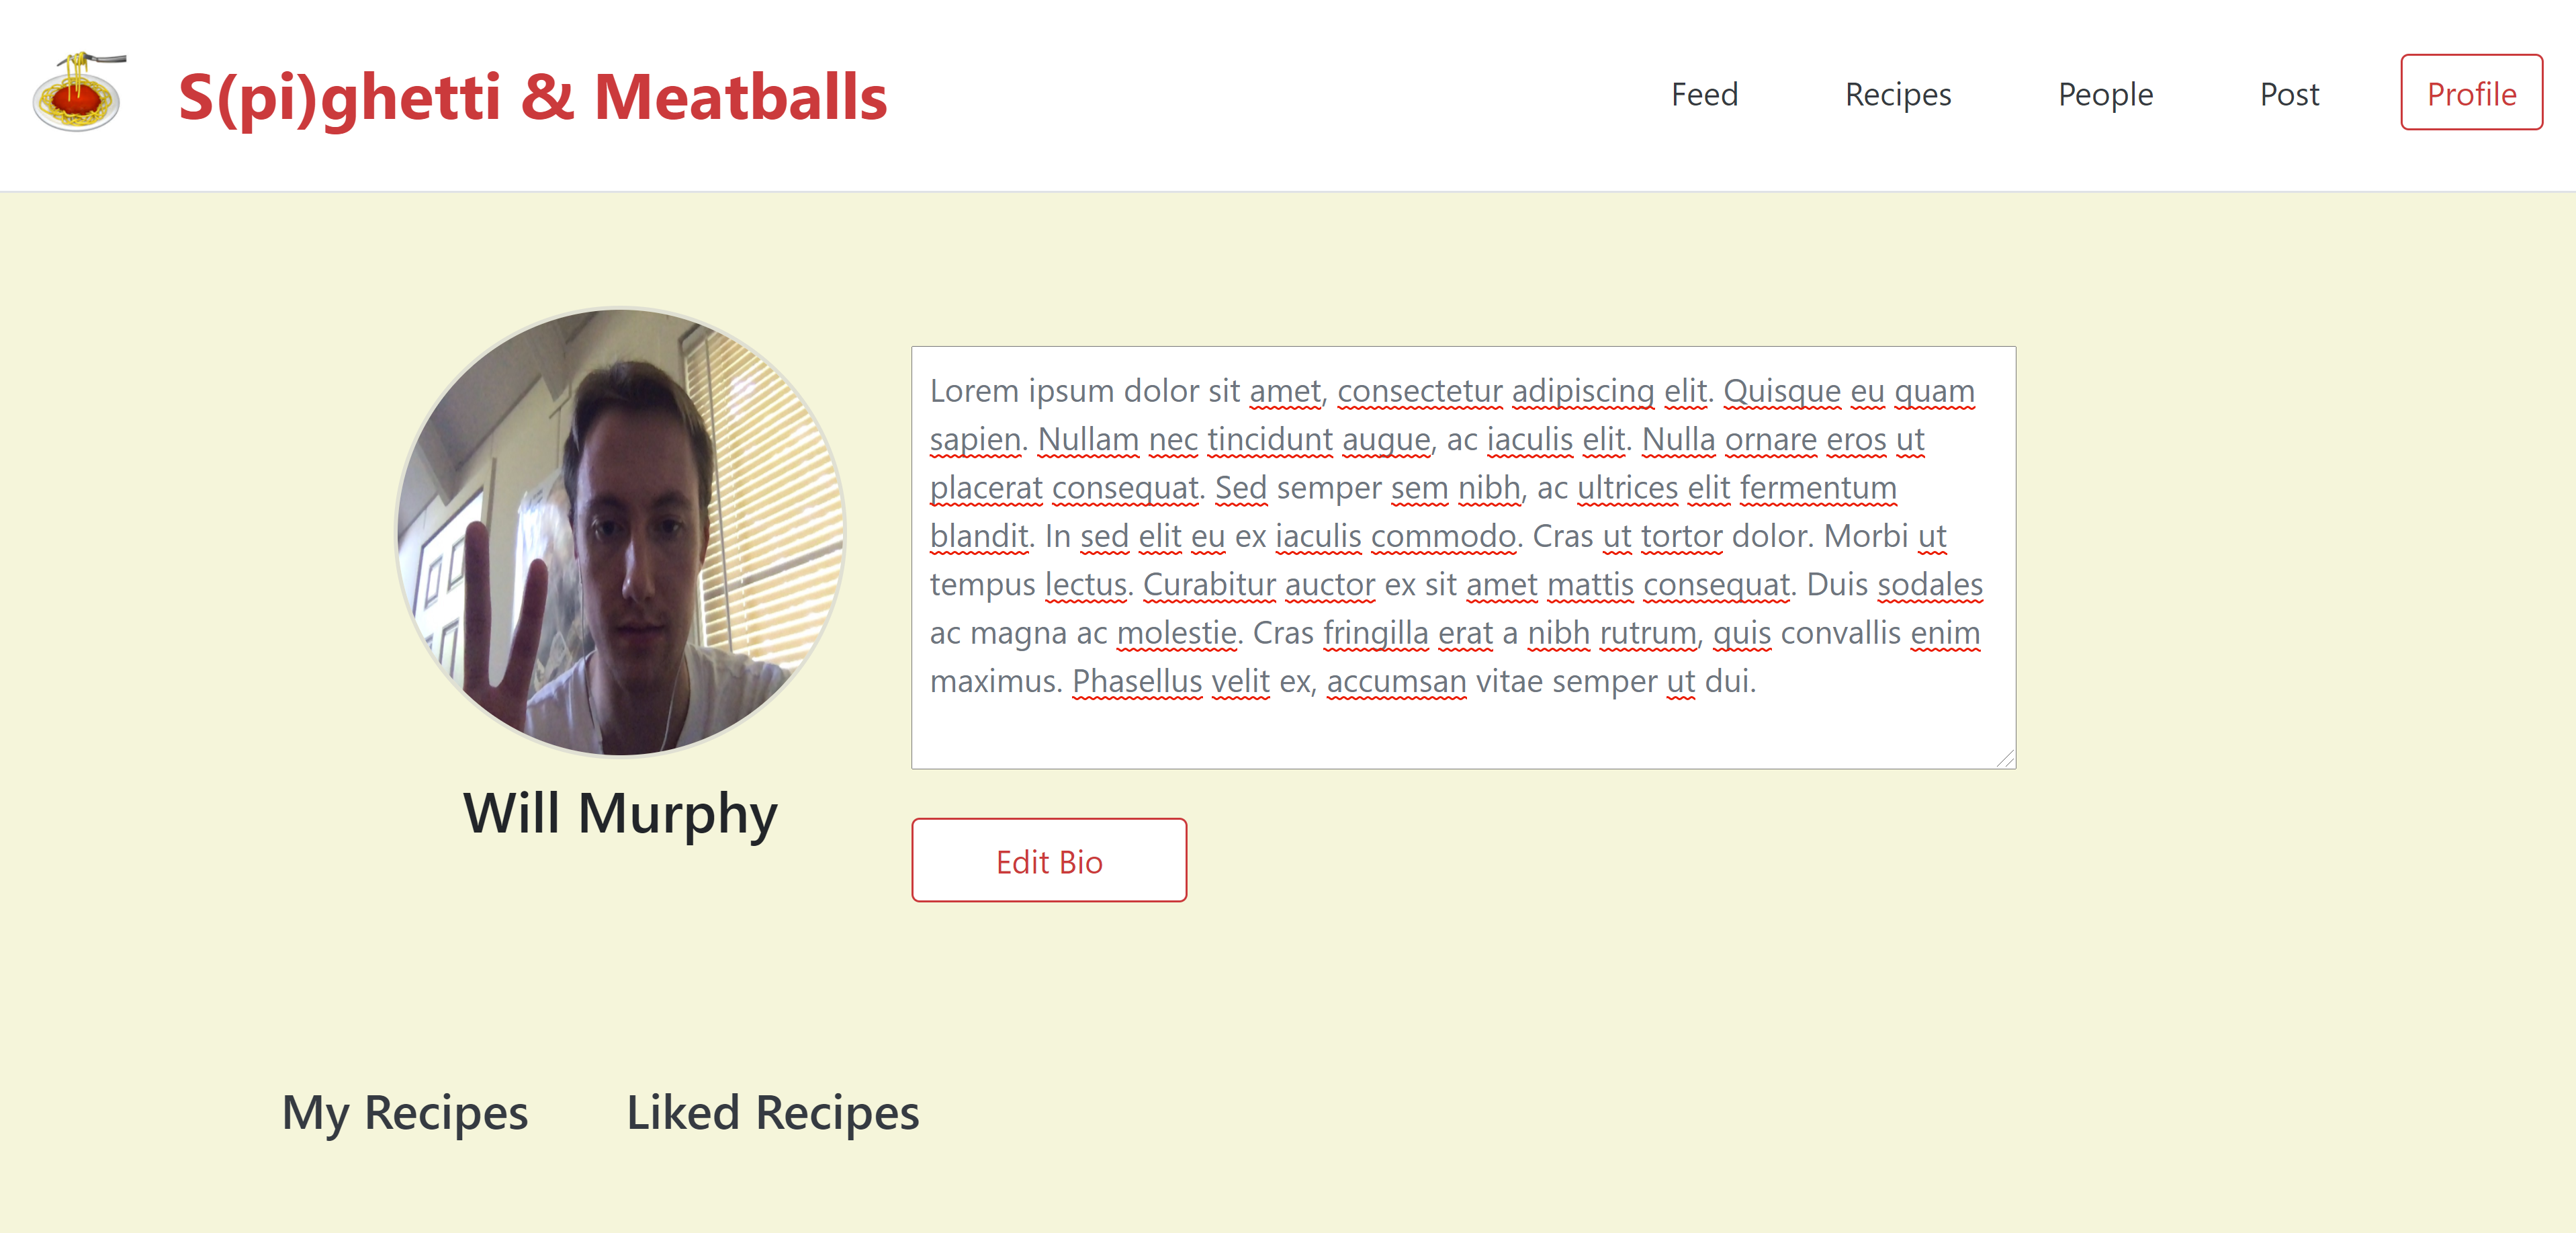 S(pi)ghetti & Meatballs
Feed
Recipes
People
Post
Profile
Lorem ipsum dolor sit amet, consectetur adipiscing elit. Quisque eu quam
sapien. Nullam nec tincidunt augue, ac iaculis elit. Nulla ornare eros ut
placerat consequat. Sed semper sem nibh, ac ultrices elit fermentum
blandit. In sed elit eu ex iaculis commodo. Cras ut tortor dolor. Morbi ut
tempus lectus. Curabitur auctor ex sit amet mattis consequat. Duis sodales
ac magna ac molestie. Cras fringilla erat a nibh rutrum, quis convallis enim
maximus. Phasellus velit ex, accumsan vitae semper ut dui.
Will Murphy
Edit Bio
My Recipes
Liked Recipes